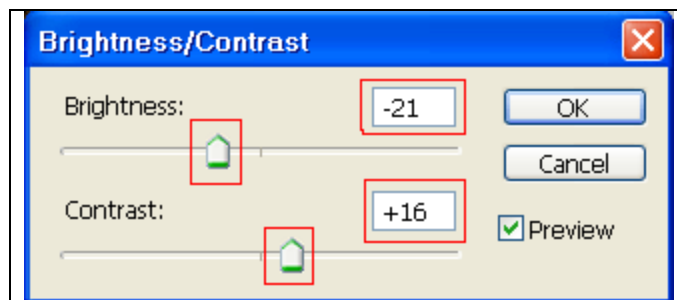 Brightness/Contrast
Brightness:
-21
OK
Cancel
Contrast:
+16
Preview